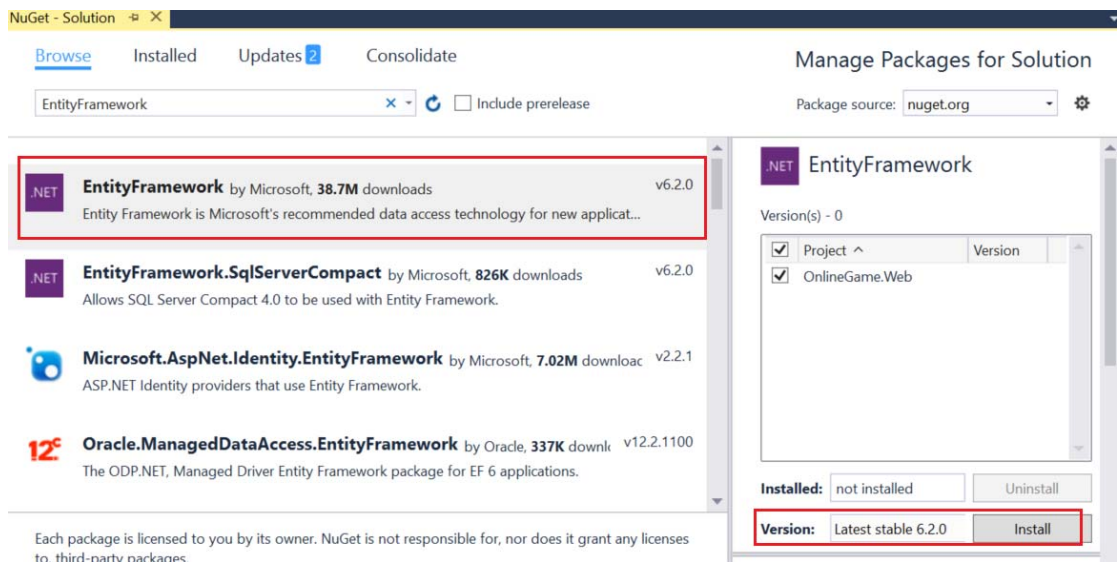 NuGet - Solution
Browse Installed Updates 2 Consolidate
Manage Packages for Solution
EntityFramework
Include prerelease
Package source: nuget.org
.NET
EntityFramework by Microsoft, 38.7M downloads v6.2.0
Entity Framework is Microsoft's recommended data access technology for new applicat...
.NET
EntityFramework.SqlServerCompact by Microsoft, 826K downloads v6.2.0
Allows SQL Server Compact 4.0 to be used with Entity Framework.
Microsoft.AspNet.Identity.EntityFramework by Microsoft, 7.02M downloac v2.2.1
ASP.NET Identity providers that use Entity Framework.
12c
Oracle.ManagedDataAccess.EntityFramework by Oracle, 337K downl v12.2.1100
The ODP.NET, Managed Driver Entity Framework package for EF 6 applications.
Each package is licensed to you by its owner. NuGet is not responsible for, nor does it grant any licenses
to, third-party packages.
.NET EntityFramework
Version(s) - 0
Project Version
OnlineGame.Web
Installed: not installed Uninstall
Version: Latest stable 6.2.0 Install